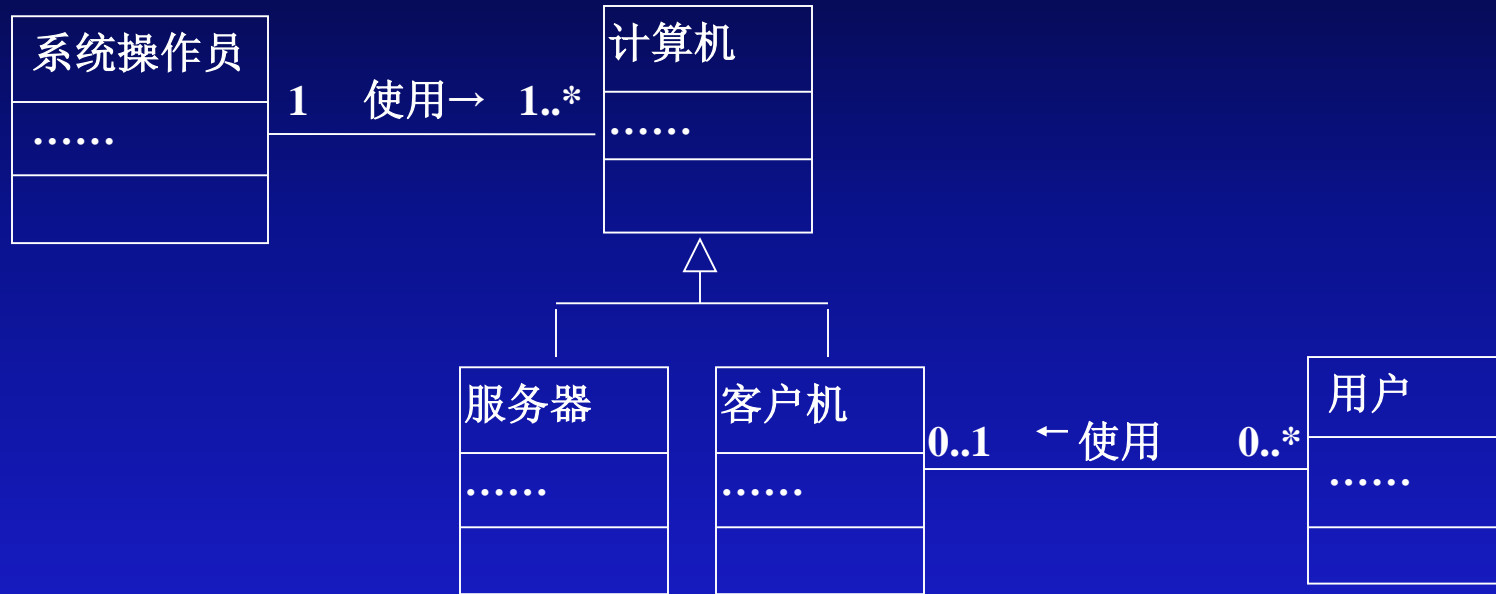 系统操作员
……
1 使用→ 1..*
计算机
……
服务器
……
客户机
……
0..1 ←使用 0..*
用户
……